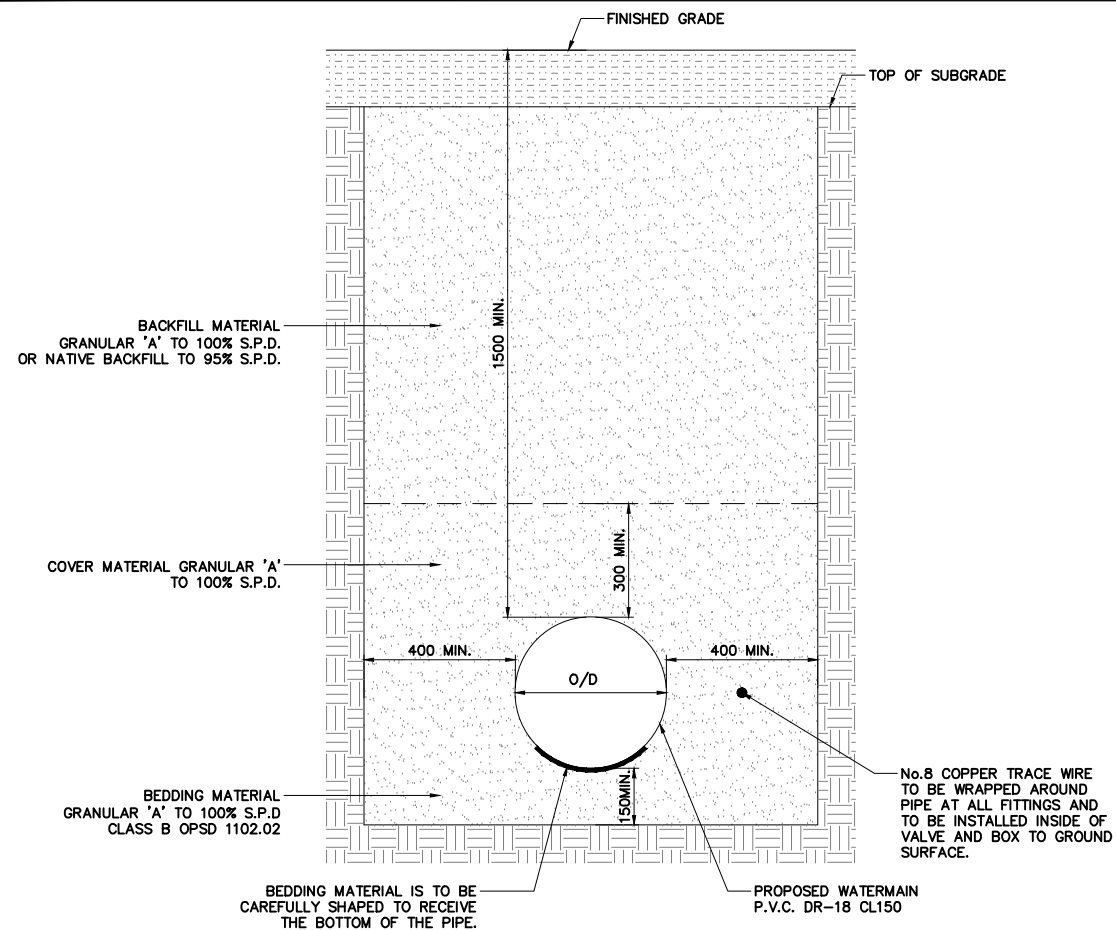 FINISHED GRADE
TOP OF SUBGRADE
1500 MIN.
BACKFILL MATERIAL
GRANULAR 'A' TO 100% S.P.D.
OR NATIVE BACKFILL TO 95% S.P.D.
300 MIN.
COVER MATERIAL GRANULAR 'A'
TO 100% S.P.D.
400 MIN.
400 MIN.
O/D
BEDDING MATERIAL
GRANULAR 'A' TO 100% S.P.D
CLASS B OPSD 1102.02
150MIN.
No.8 COPPER TRACE WIRE
TO BE WRAPPED AROUND
PIPE AT ALL FITTINGS AND
TO BE INSTALLED INSIDE OF
VALVE AND BOX TO GROUND
SURFACE.
BEDDING MATERIAL IS TO BE
CAREFULLY SHAPED TO RECEIVE
THE BOTTOM OF THE PIPE.
PROPOSED WATERMAIN
P.V.C. DR-18 CL150